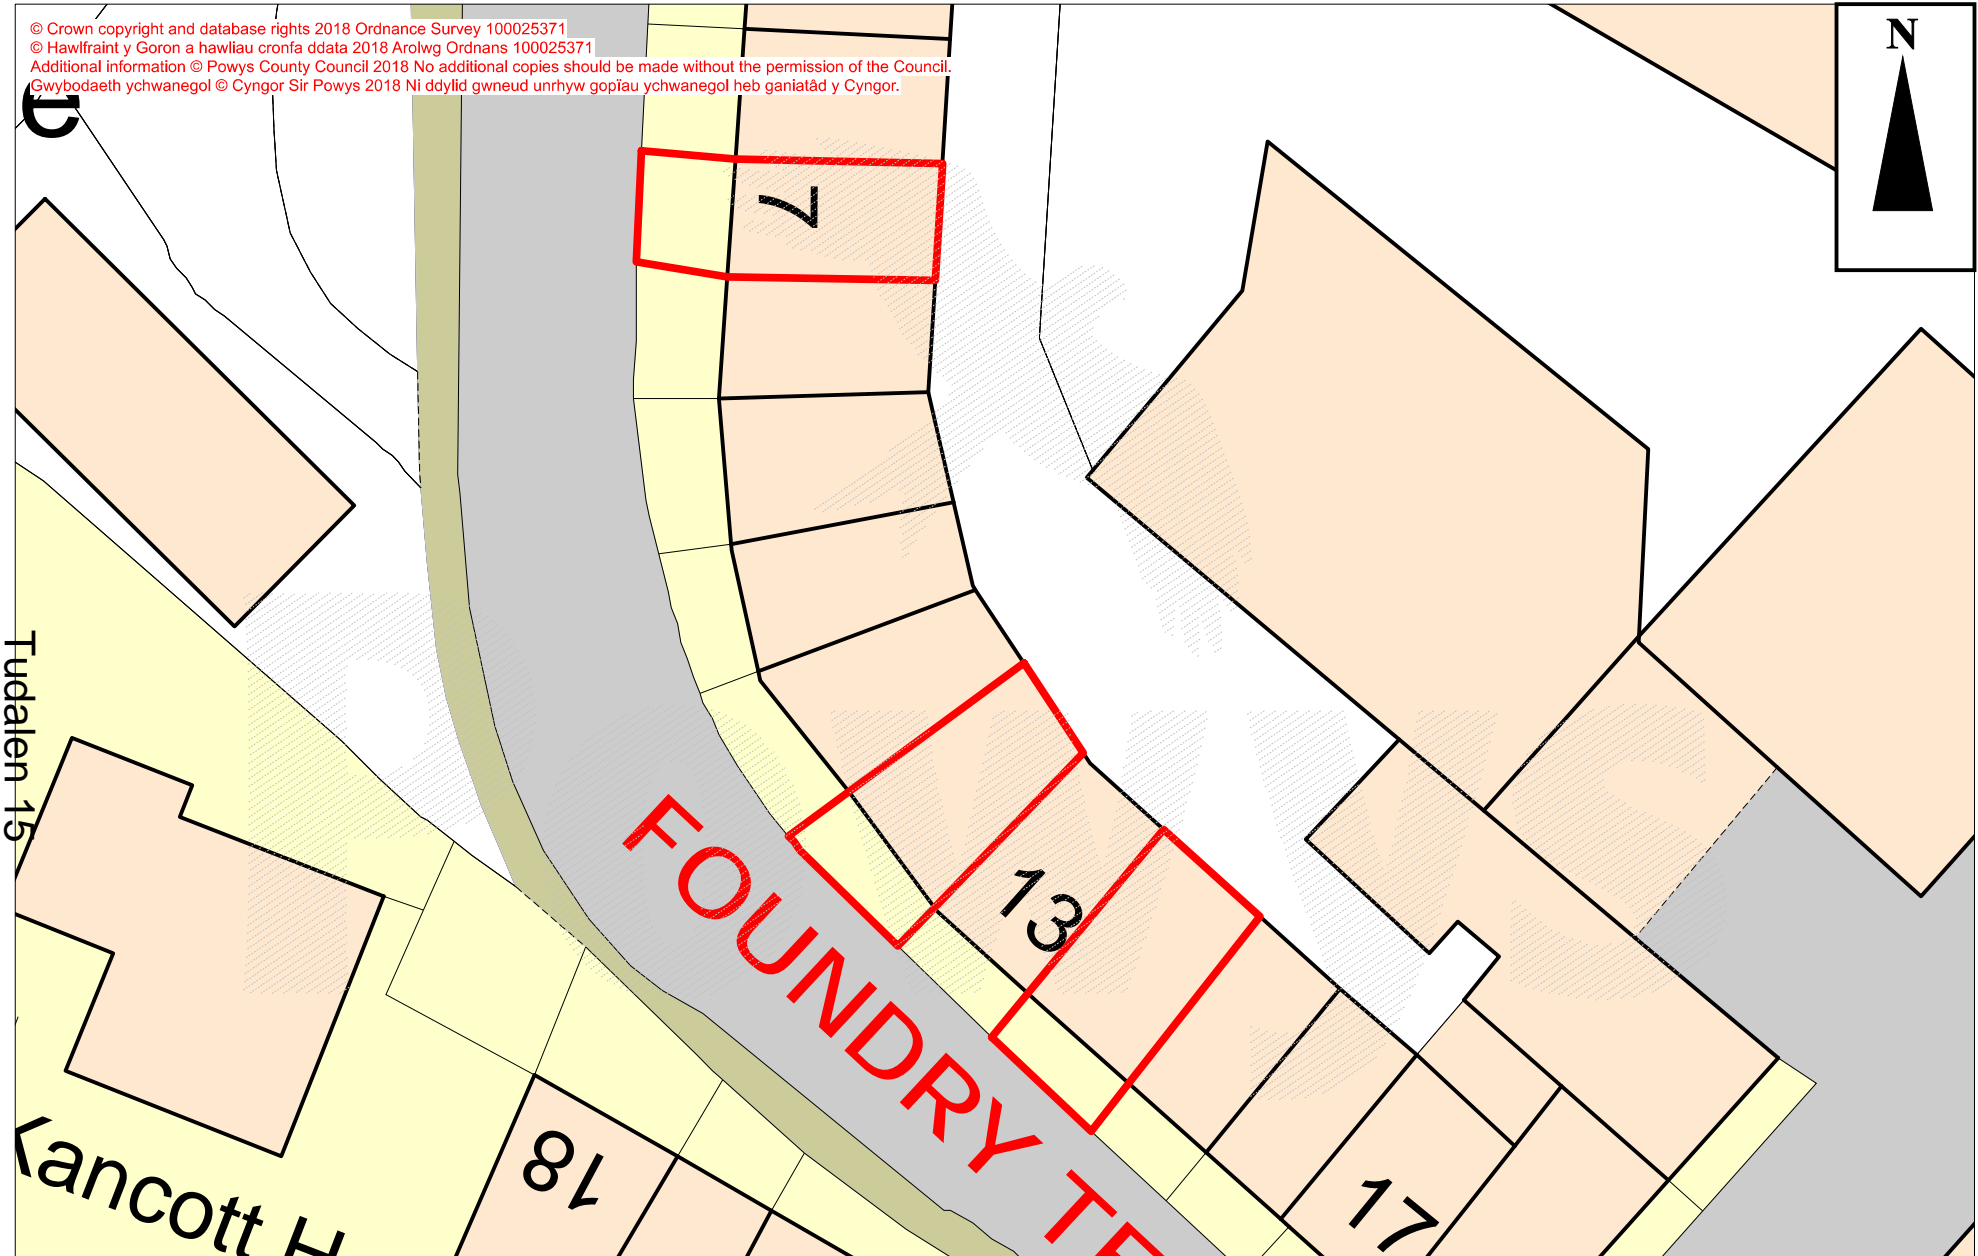 © Crown copyright and database rights 2018 Ordnance Survey 100025371
© Hawlfraint y Goron a hawliau cronfa ddata 2018 Arolwg Ordnans 100025371
Additional information © Powys County Council 2018 No additional copies should be made without the permission of the Council.
Gwybodaeth ychwanegol © Cyngor Sir Powys 2018 Ni ddylid gwneud unrhyw gopïau ychwanegol heb ganiatâd y Cyngor.
N
e
7
Tudalen 15
FOUNDRY TE
13
18
Kancott H
17
POWYS